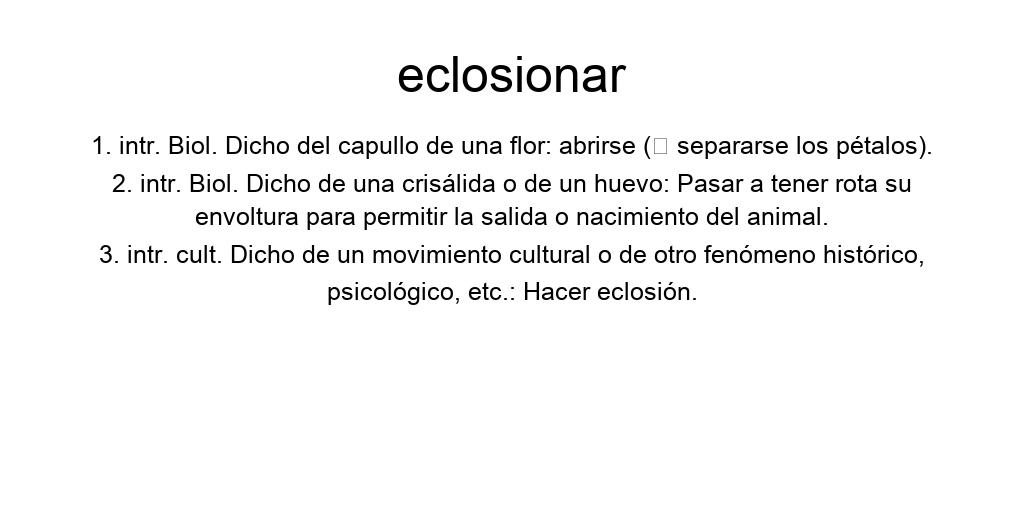 eclosionar
1. intr. Biol. Dicho del capullo de una flor: abrirse (􀁠 separarse los pétalos).
2. intr. Biol. Dicho de una crisálida o de un huevo: Pasar a tener rota su
envoltura para permitir la salida o nacimiento del animal.
3. intr. cult. Dicho de un movimiento cultural o de otro fenómeno histórico,
psicológico, etc.: Hacer eclosión.